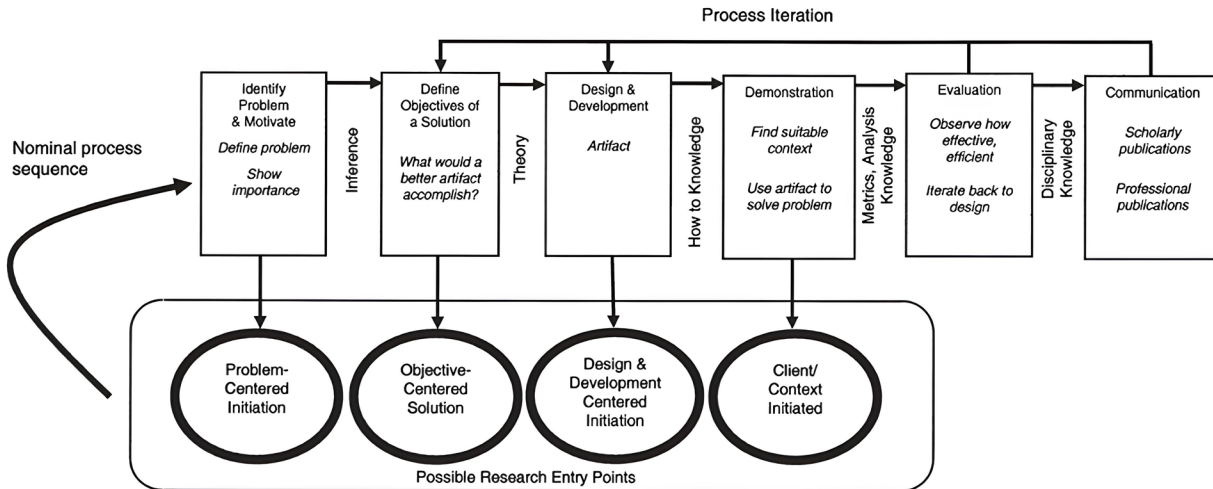 Process Iteration
Nominal process
sequence
Identify
Problem
& Motivate
Define problem
Show
importance
Inference
Define
Objectives of
a Solution
What would a
better artifact
accomplish?
Theory
Design &
Development
Artifact
How to Knowledge
Demonstration
Find suitable
context
Use artifact to
solve problem
Metrics, Analysis
Knowledge
Evaluation
Observe how
effective,
efficient
Iterate back to
design
Disciplinary
Knowledge
Communication
Scholarly
publications
Professional
publications
Problem-
Centered
Initiation
Objective-
Centered
Solution
Design &
Development
Centered
Initiation
Client/
Context
Initiated
Possible Research Entry Points